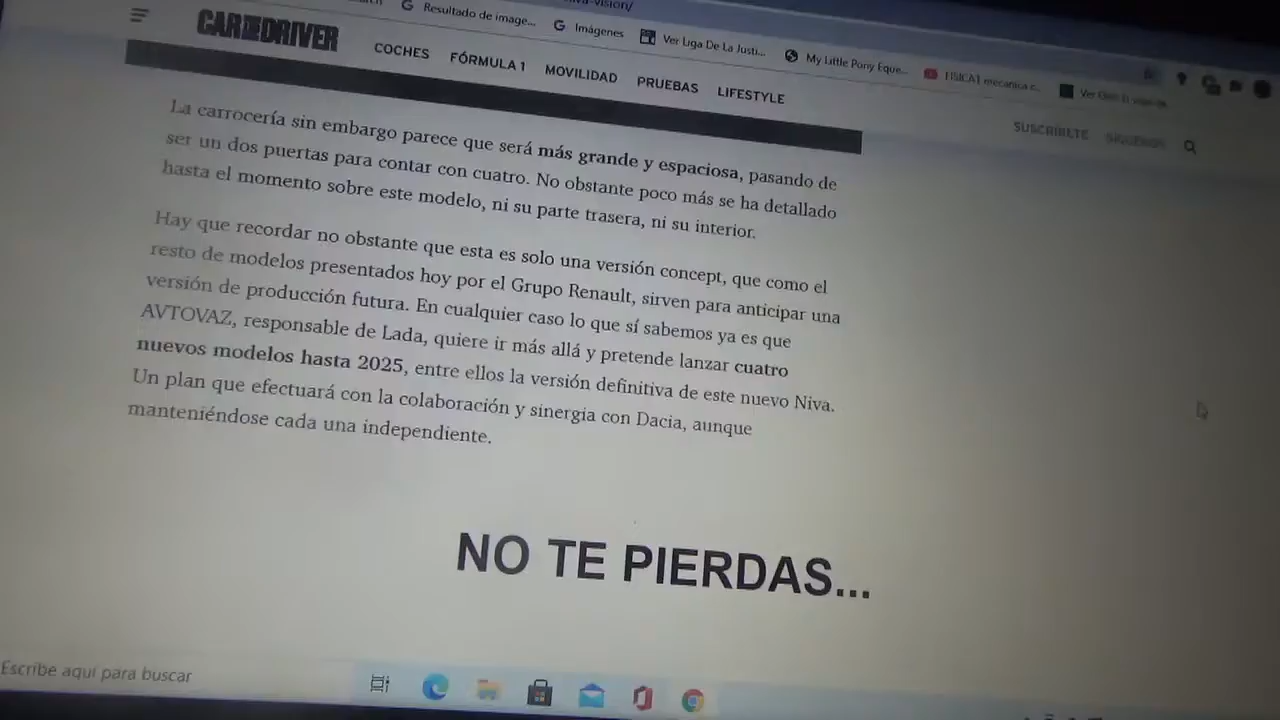 -vision/
Resultado de image...
Imágenes
Ver Liga De La Justi...
My Little Pony Eque...
FISICA1 mecanica c...
CAR AND DRIVER
COCHES
FÓRMULA 1
MOVILIDAD
PRUEBAS
LIFESTYLE
SUSCRÍBETE
SÍGUENOS
La carrocería sin embargo parece que será más grande y espaciosa, pasando de
ser un dos puertas para contar con cuatro. No obstante poco más se ha detallado
hasta el momento sobre este modelo, ni su parte trasera, ni su interior.
Hay que recordar no obstante que esta es solo una versión concept, que como el
resto de modelos presentados hoy por el Grupo Renault, sirven para anticipar una
versión de producción futura. En cualquier caso lo que sí sabemos ya es que
AVTOVAZ, responsable de Lada, quiere ir más allá y pretende lanzar cuatro
nuevos modelos hasta 2025, entre ellos la versión definitiva de este nuevo Niva.
Un plan que efectuará con la colaboración y sinergia con Dacia, aunque
manteniéndose cada una independiente.
NO TE PIERDAS...
Escribe aquí para buscar